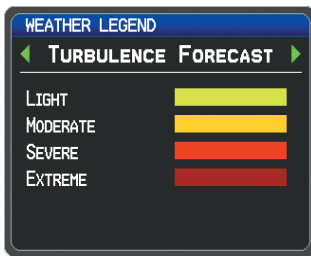 WEATHER LEGEND
TURBULENCE FORECAST
LIGHT
MODERATE
SEVERE
EXTREME